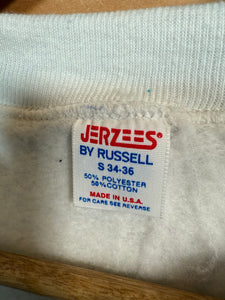 JERZEES®
BY RUSSELL
S 34-36
50% POLYESTER
50% COTTON
MADE IN U.S.A.
FOR CARE SEE REVERSE